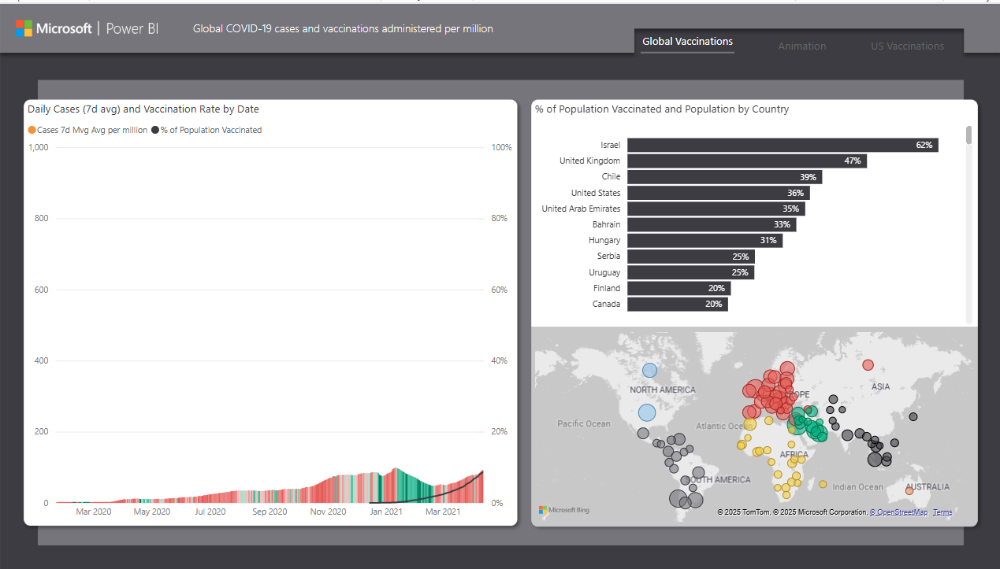 Microsoft | Power BI
Global COVID-19 cases and vaccinations administered per million
Global Vaccinations
Animation
US Vaccinations
Daily Cases (7d avg) and Vaccination Rate by Date
Cases 7d Mvg Avg per million
% of Population Vaccinated
1,000
100%
800
80%
600
60%
400
40%
200
20%
0
0%
Mar 2020
May 2020
Jul 2020
Sep 2020
Nov 2020
Jan 2021
Mar 2021
% of Population Vaccinated and Population by Country
Israel 62%
United Kingdom 47%
Chile 39%
United States 36%
United Arab Emirates 35%
Bahrain 33%
Hungary 31%
Serbia 25%
Uruguay 25%
Finland 20%
Canada 20%
NORTH AMERICA
ASIA
Pacific Ocean
Atlantic
AFRICA
SOUTH AMERICA
Indian Ocean
AUSTRALIA
Microsoft Bing
© 2025 TomTom, © 2025 Microsoft Corporation, © OpenStreetMap Terms